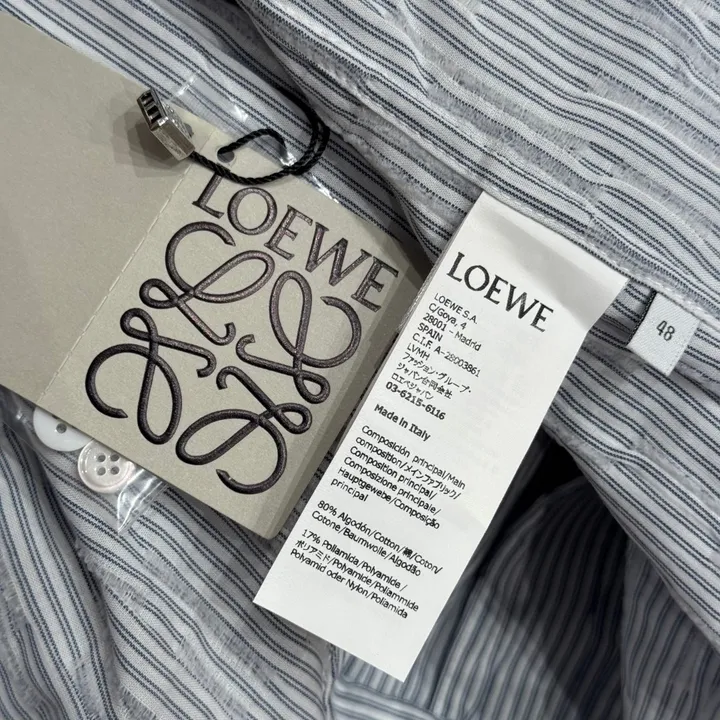 LOEWE
LOEWE
LOEWE S.A.
C/Goya, 4
28001 - Madrid
SPAIN
C.I.F. A-28003861
LVMH
ファッション・グループ・
ジャパン合同会社
ロエベジャパン
03-6215-6116
Made in Italy
Composición principal/Main
composition/メインファブリック/
Composition principal/
Composizione principale/
Hauptgewebe/Composição
principal
80% Algodón/Cotton/綿/Coton/
Cotone/Baumwolle/Algodão
17% Poliamida/Polyamide/
ポリアミド/Polyamide/Poliammide
Polyamid oder Nylon/Poliamida
48